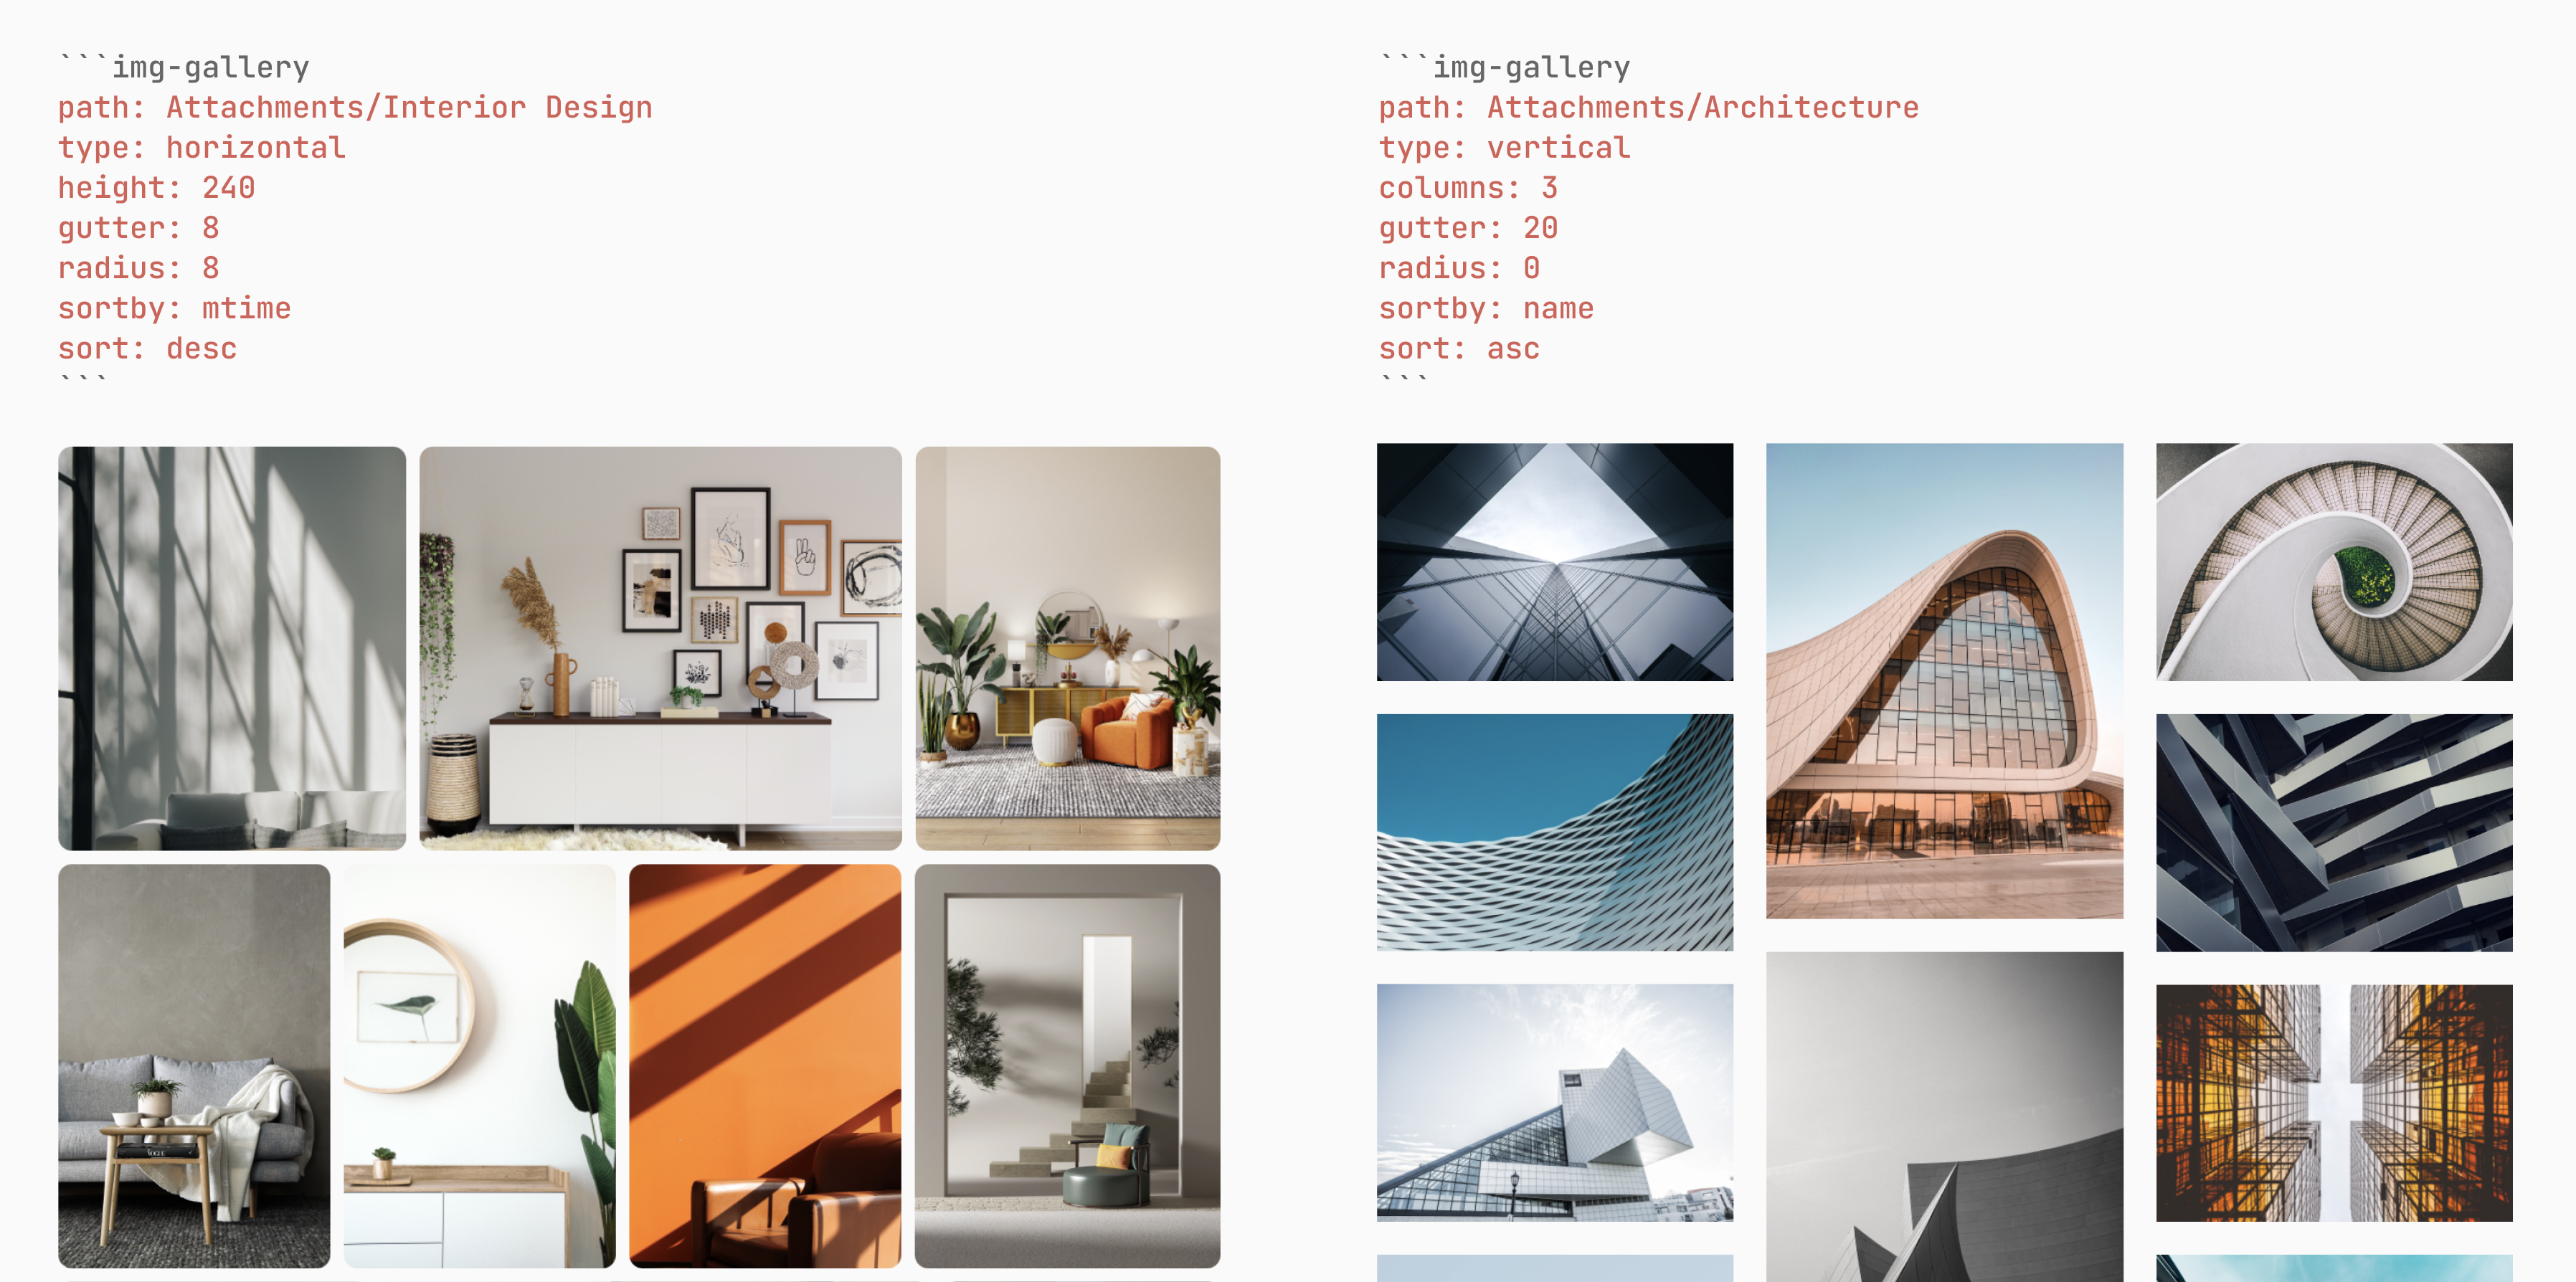 ```img-gallery
path: Attachments/Interior Design
type: horizontal
height: 240
gutter: 8
radius: 8
sortby: mtime
sort: desc
```
```img-gallery
path: Attachments/Architecture
type: vertical
columns: 3
gutter: 20
radius: 0
sortby: name
sort: asc
```
VOGUE